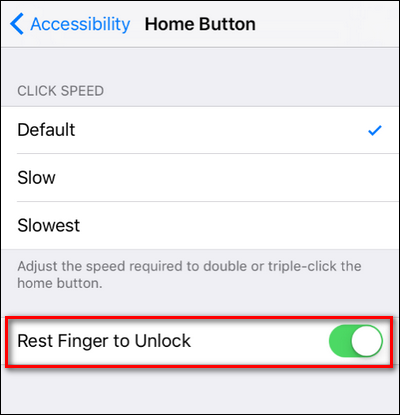 Accessibility Home Button
CLICK SPEED
Default
Slow
Slowest
Adjust the speed required to double or triple-click the
home button.
Rest Finger to Unlock